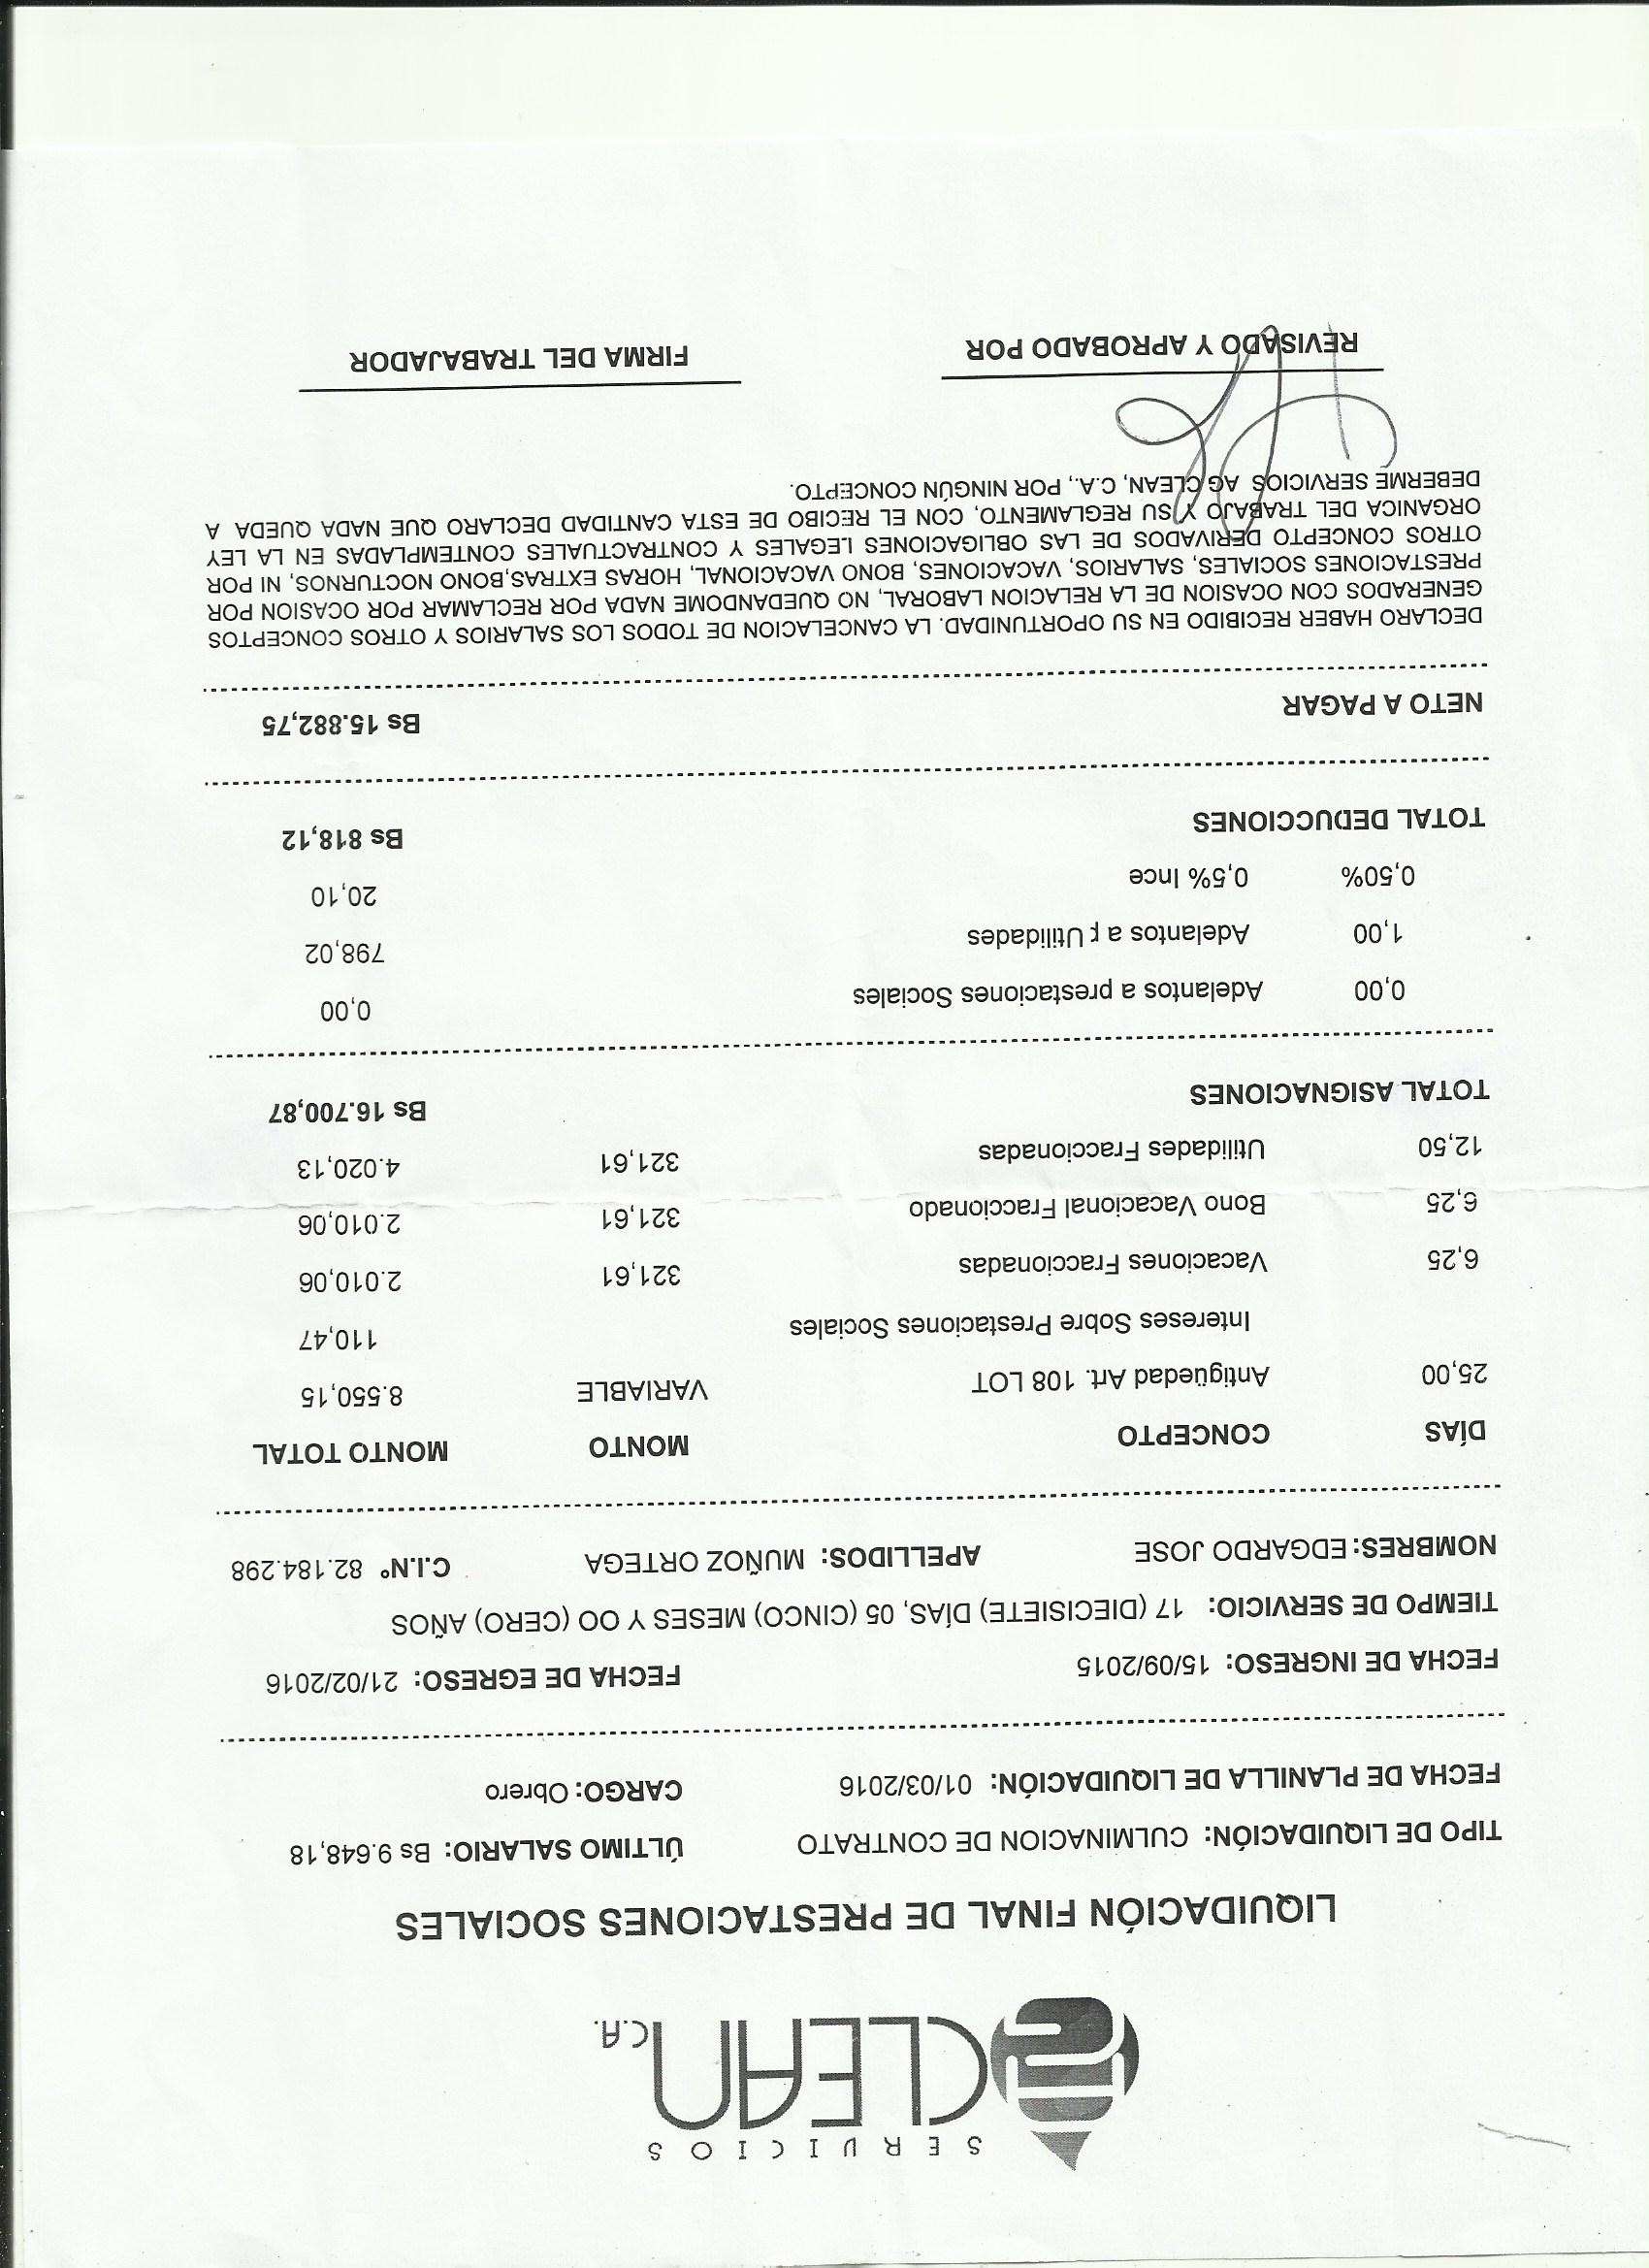 SERVICIOS
CLEAN C.A.
LIQUIDACIÓN FINAL DE PRESTACIONES SOCIALES
TIPO DE LIQUIDACIÓN: CULMINACION DE CONTRATO ÚLTIMO SALARIO: Bs 9.648,18
FECHA DE PLANILLA DE LIQUIDACIÓN: 01/03/2016 CARGO: Obrero
FECHA DE INGRESO: 15/09/2015 FECHA DE EGRESO: 21/02/2016
TIEMPO DE SERVICIO: 17 (DIECISIETE) DÍAS, 05 (CINCO) MESES Y OO (CERO) AÑOS
NOMBRES: EDGARDO JOSE APELLIDOS: MUÑOZ ORTEGA C.I.Nº 82.184.298
DÍAS CONCEPTO MONTO MONTO TOTAL
25,00 Antigüedad Art. 108 LOT VARIABLE 8.550,15
Intereses Sobre Prestaciones Sociales 110,47
6,25 Vacaciones Fraccionadas 321,61 2.010,06
6,25 Bono Vacacional Fraccionado 321,61 2.010,06
12,50 Utilidades Fraccionadas 321,61 4.020,13
TOTAL ASIGNACIONES Bs 16.700,87
0,00 Adelantos a prestaciones Sociales 0,00
1,00 Adelantos a Utilidades 798,02
0,50% 0,5% Ince 20,10
TOTAL DEDUCCIONES Bs 818,12
NETO A PAGAR Bs 15.882,75
DECLARO HABER RECIBIDO EN SU OPORTUNIDAD. LA CANCELACION DE TODOS LOS SALARIOS Y OTROS CONCEPTOS
GENERADOS CON OCASION DE LA RELACION LABORAL, NO QUEDANDOME NADA POR RECLAMAR POR OCASION POR
PRESTACIONES SOCIALES, SALARIOS, VACACIONES, BONO VACACIONAL, HORAS EXTRAS,BONO NOCTURNOS, NI POR
OTROS CONCEPTO DERIVADOS DE LAS OBLIGACIONES LEGALES Y CONTRACTUALES CONTEMPLADAS EN LA LEY
ORGANICA DEL TRABAJO Y SU REGLAMENTO, CON EL RECIBO DE ESTA CANTIDAD DECLARO QUE NADA QUEDA A
DEBERME SERVICIOS AG CLEAN, C.A., POR NINGÚN CONCEPTO.
REVISADO Y APROBADO POR FIRMA DEL TRABAJADOR